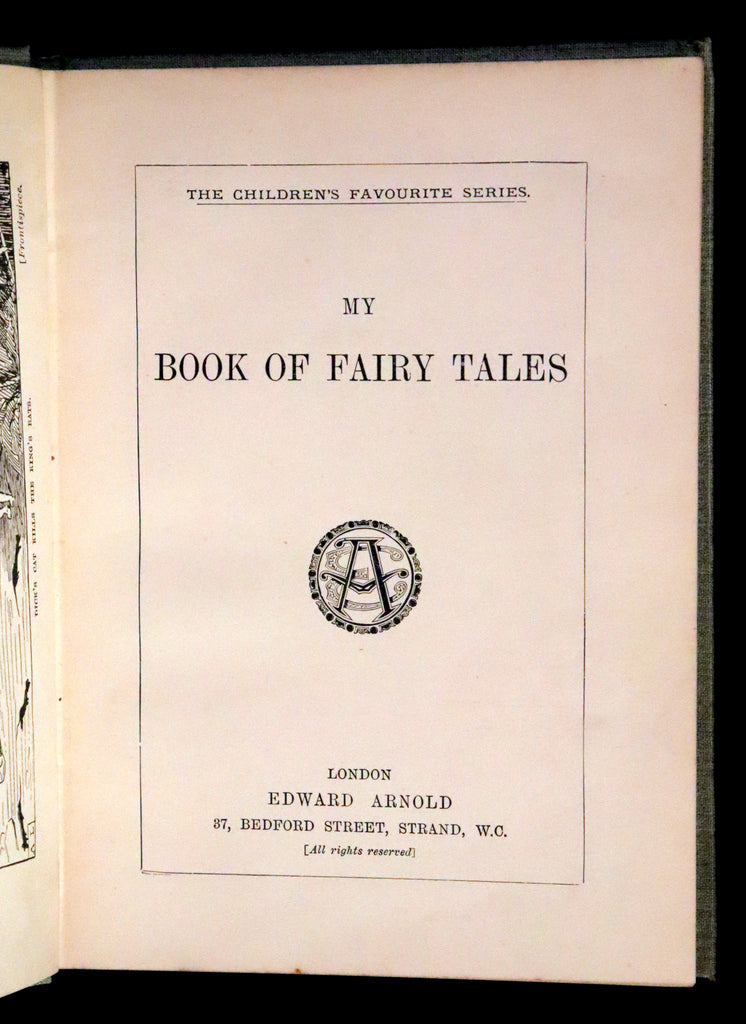 [Frontispiece.
DICK'S CAT KILLS THE KING'S RATS.
THE CHILDREN'S FAVOURITE SERIES.
MY
BOOK OF FAIRY TALES
LONDON
EDWARD ARNOLD
37, BEDFORD STREET, STRAND, W.C.
[All rights reserved]